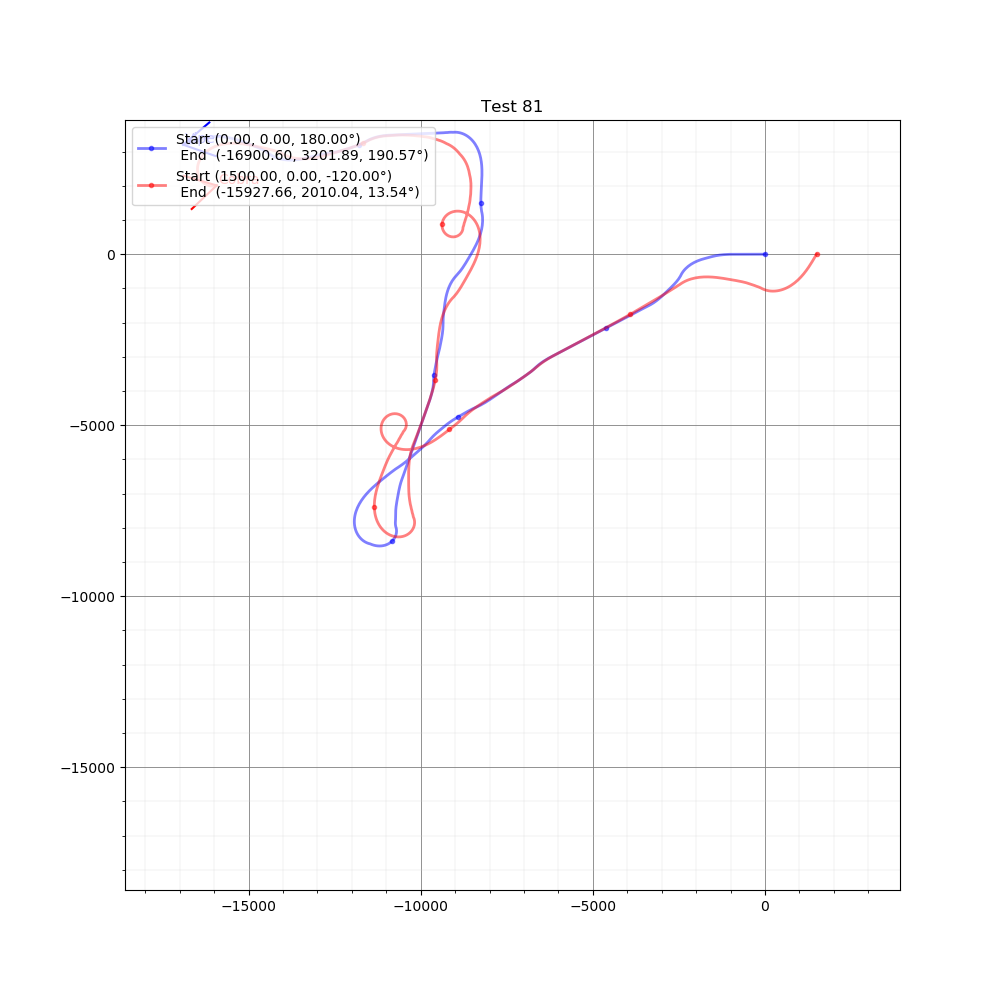 Test 81
Start (0.00, 0.00, 180.00°)
End  (-16900.60, 3201.89, 190.57°)
Start (1500.00, 0.00, -120.00°)
End  (-15927.66, 2010.04, 13.54°)
0
−5000
−10000
−15000
−15000
−10000
−5000
0